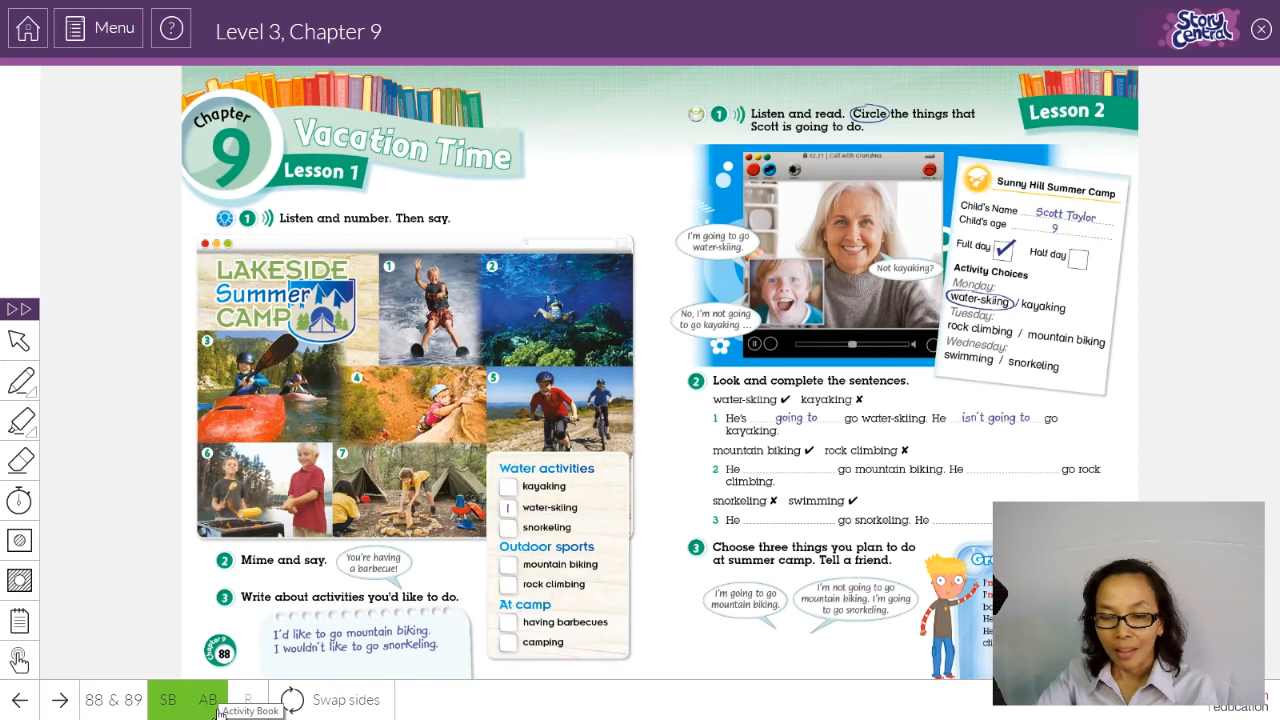 Menu
?
Level 3, Chapter 9
Story
Central
Chapter
9
Vacation Time
Lesson 1
1 Listen and number. Then say.
LAKESIDE
Summer
CAMP
1
2
3
4
5
6
7
Water activities
kayaking
1 water-skiing
snorkeling
Outdoor sports
mountain biking
rock climbing
At camp
having barbecues
camping
2 Mime and say.
You're having
a barbecue!
3 Write about activities you'd like to do.
I'd like to go mountain biking.
I wouldn't like to go snorkeling.
chapter 9
88
Lesson 2
1 Listen and read. Circle the things that
Scott is going to do.
02.21 | Call with Grandma
I'm going to go
water-skiing.
Not kayaking?
No, I'm not going
to go kayaking ...
Sunny Hill Summer Camp
Child's Name Scott Taylor
Child's age 9
Full day ✓ Half day
Activity Choices
Monday:
water-skiing / kayaking
Tuesday:
rock climbing / mountain biking
Wednesday:
swimming / snorkeling
2 Look and complete the sentences.
water-skiing ✔ kayaking ✘
1 He's going to go water-skiing. He isn't going to go
kayaking.
mountain biking ✔ rock climbing ✘
2 He go mountain biking. He go rock
climbing.
snorkeling ✘ swimming ✔
3 He go snorkeling. He
3 Choose three things you plan to do
at summer camp. Tell a friend.
I'm going to go
mountain biking.
I'm not going to go
mountain biking. I'm going
to go snorkeling.
88 & 89
SB
AB
R
Swap sides
Activity Book
education